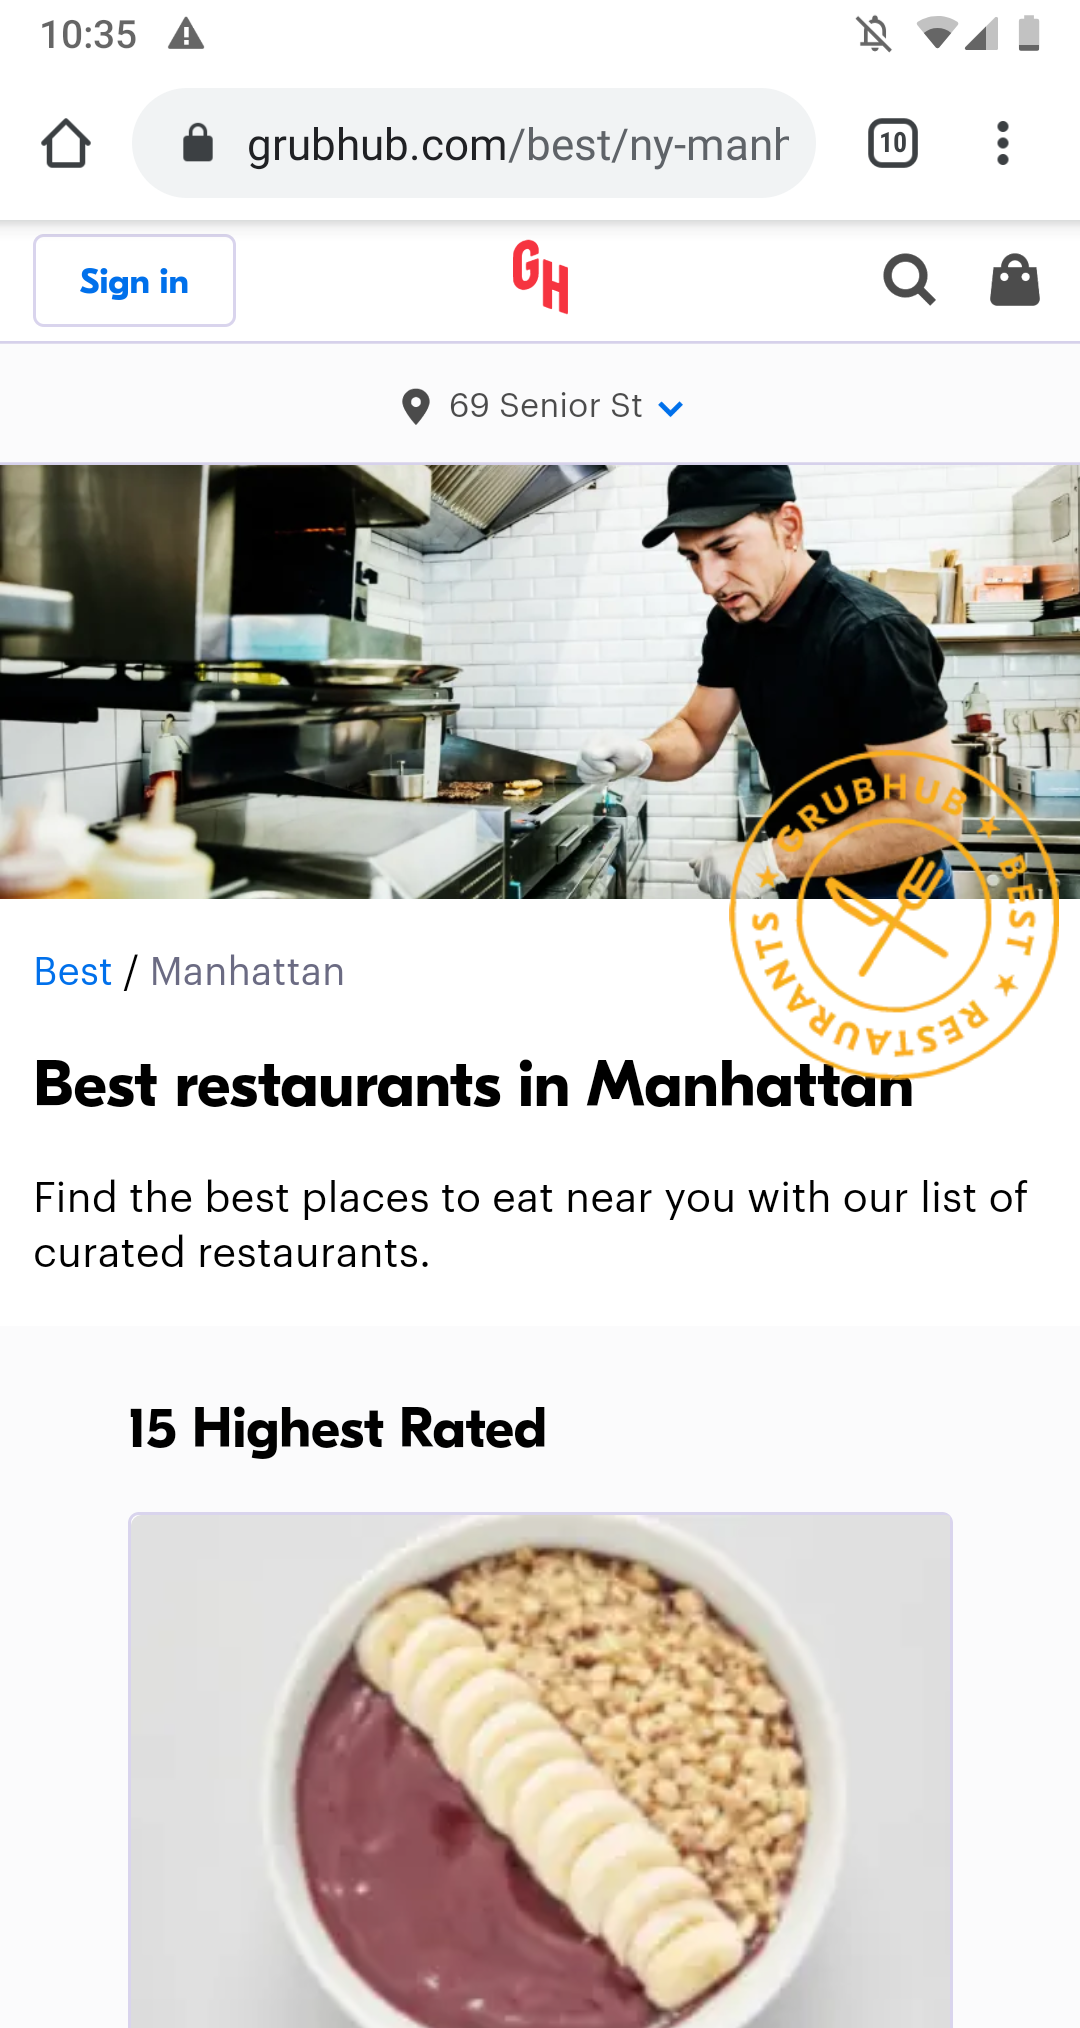 10:35
grubhub.com/best/ny-manh
10
Sign in
GH
69 Senior St
GRUBHUB ★ BEST ★ RESTAURANTS ★
Best / Manhattan
Best restaurants in Manhattan
Find the best places to eat near you with our list of
curated restaurants.
15 Highest Rated